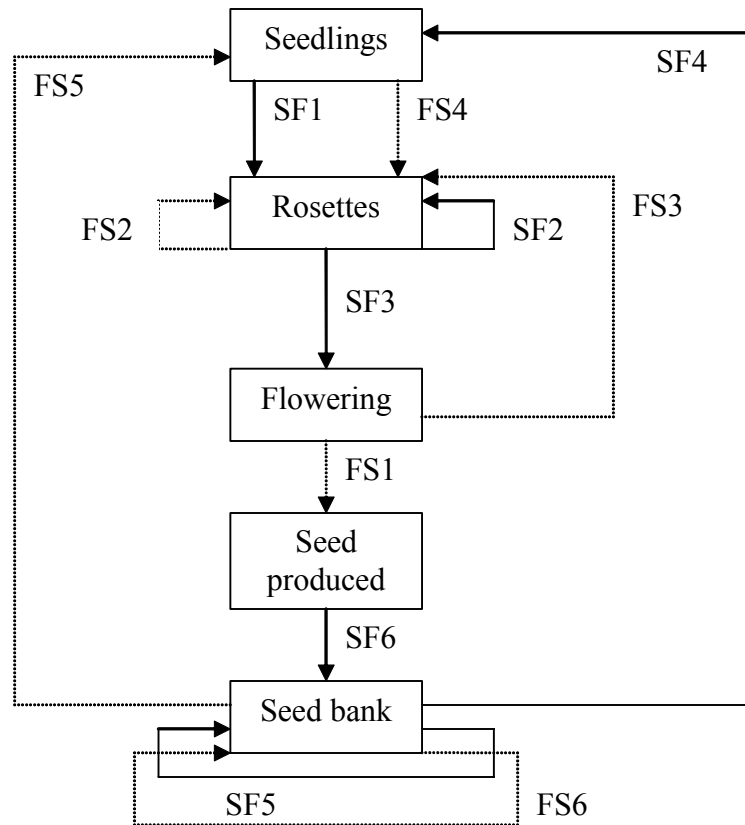 Seedlings
SF4
FS5
SF1
FS4
Rosettes
FS3
FS2
SF2
SF3
Flowering
FS1
Seed
produced
SF6
Seed bank
SF5
FS6